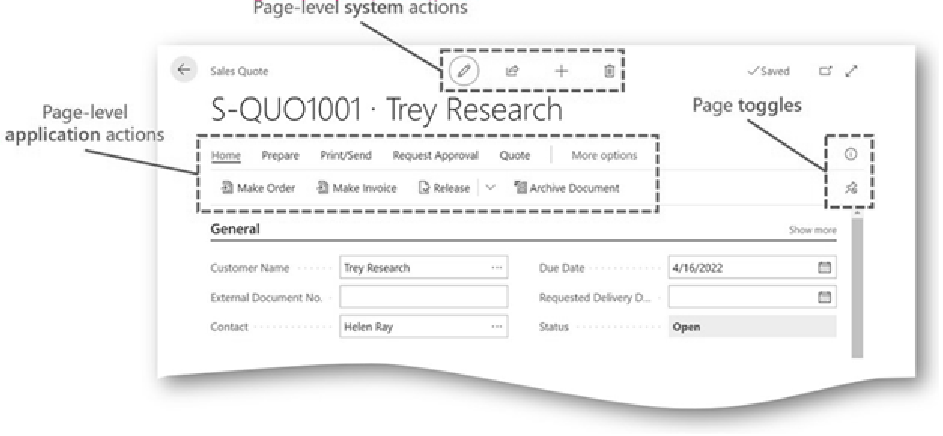 Page-level system actions
Sales Quote
Saved
S-QUO1001 · Trey Research
Page toggles
Page-level
application actions
Home Prepare Print/Send Request Approval Quote More options
Make Order Make Invoice Release Archive Document
General Show more
Customer Name Trey Research ... Due Date 4/16/2022
External Document No. Requested Delivery D...
Contact Helen Ray ... Status Open